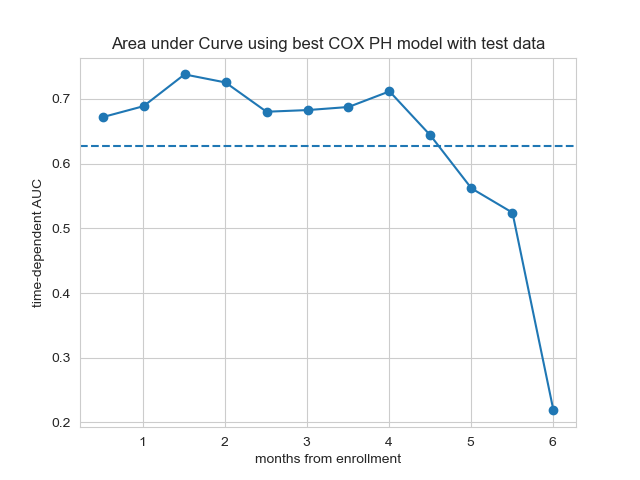 Area under Curve using best COX PH model with test data
time-dependent AUC
0.7
0.6
0.5
0.4
0.3
0.2
1 2 3 4 5 6
months from enrollment